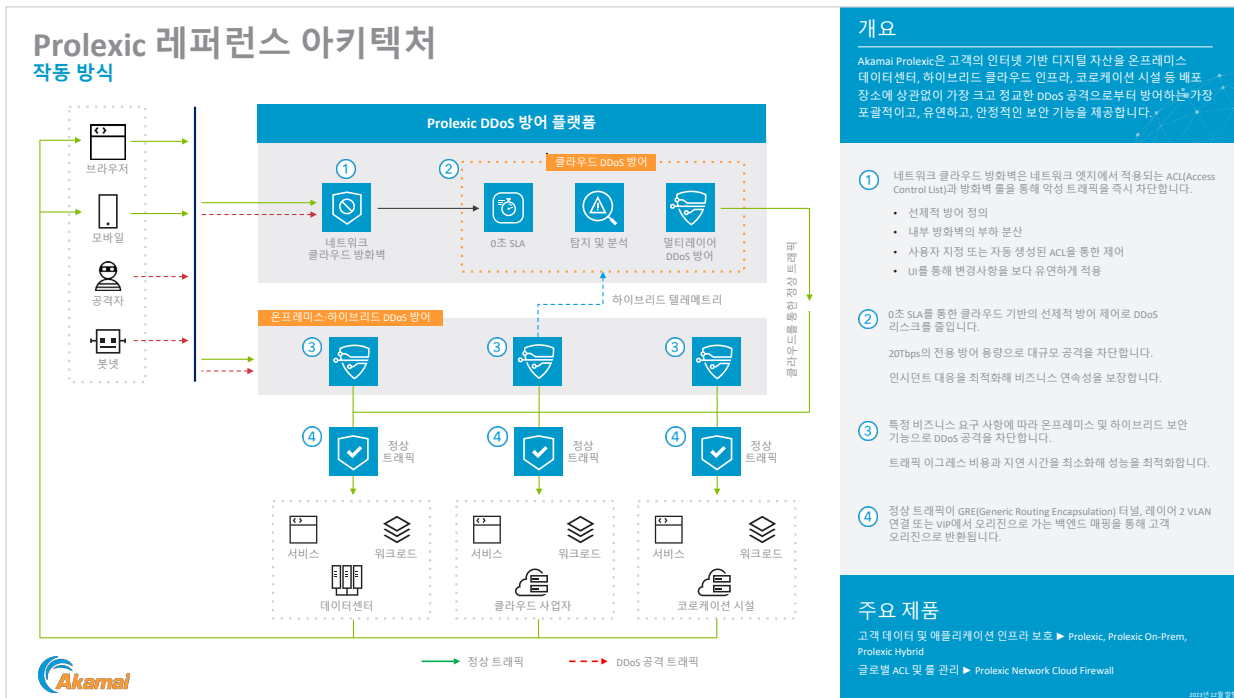 Prolexic 레퍼런스 아키텍처
작동 방식
브라우저
모바일
공격자
봇넷
Prolexic DDoS 방어 플랫폼
클라우드 DDoS 방어
1
2
네트워크
클라우드 방화벽
0초 SLA
탐지 및 분석
멀티레이어
DDoS 방어
하이브리드 텔레메트리
클라우드를 통한 정상 트래픽
온프레미스·하이브리드 DDoS 방어
3
3
3
4
정상
트래픽
4
정상
트래픽
4
정상
트래픽
서비스
워크로드
데이터센터
서비스
워크로드
클라우드 사업자
서비스
워크로드
코로케이션 시설
정상 트래픽
DDoS 공격 트래픽
Akamai
개요
Akamai Prolexic은 고객의 인터넷 기반 디지털 자산을 온프레미스
데이터센터, 하이브리드 클라우드 인프라, 코로케이션 시설 등 배포
장소에 상관없이 가장 크고 정교한 DDoS 공격으로부터 방어하는 가장
포괄적이고, 유연하고, 안정적인 보안 기능을 제공합니다.
1
네트워크 클라우드 방화벽은 네트워크 엣지에서 적용되는 ACL(Access
Control List)과 방화벽 룰을 통해 악성 트래픽을 즉시 차단합니다.
• 선제적 방어 정의
• 내부 방화벽의 부하 분산
• 사용자 지정 또는 자동 생성된 ACL을 통한 제어
• UI를 통해 변경사항을 보다 유연하게 적용
2
0초 SLA를 통한 클라우드 기반의 선제적 방어 제어로 DDoS
리스크를 줄입니다.
20Tbps의 전용 방어 용량으로 대규모 공격을 차단합니다.
인시던트 대응을 최적화해 비즈니스 연속성을 보장합니다.
3
특정 비즈니스 요구 사항에 따라 온프레미스 및 하이브리드 보안
기능으로 DDoS 공격을 차단합니다.
트래픽 이그레스 비용과 지연 시간을 최소화해 성능을 최적화합니다.
4
정상 트래픽이 GRE(Generic Routing Encapsulation) 터널, 레이어 2 VLAN
연결 또는 VIP에서 오리진으로 가는 백엔드 매핑을 통해 고객
오리진으로 반환됩니다.
주요 제품
고객 데이터 및 애플리케이션 인프라 보호 ► Prolexic, Prolexic On-Prem,
Prolexic Hybrid
글로벌 ACL 및 룰 관리 ► Prolexic Network Cloud Firewall
2023년 12월 발행